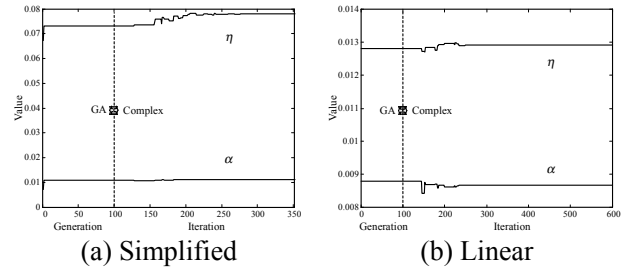 0.08
0.07
0.06
0.05
0.04
0.03
0.02
0.01
0
Value
η
GA Complex
α
0 50 100 150 200 250 300 350
Generation Iteration
(a) Simplified
0.014
0.013
0.012
0.011
0.010
0.009
0.008
Value
η
GA Complex
α
0 100 200 300 400 500 600
Generation Iteration
(b) Linear